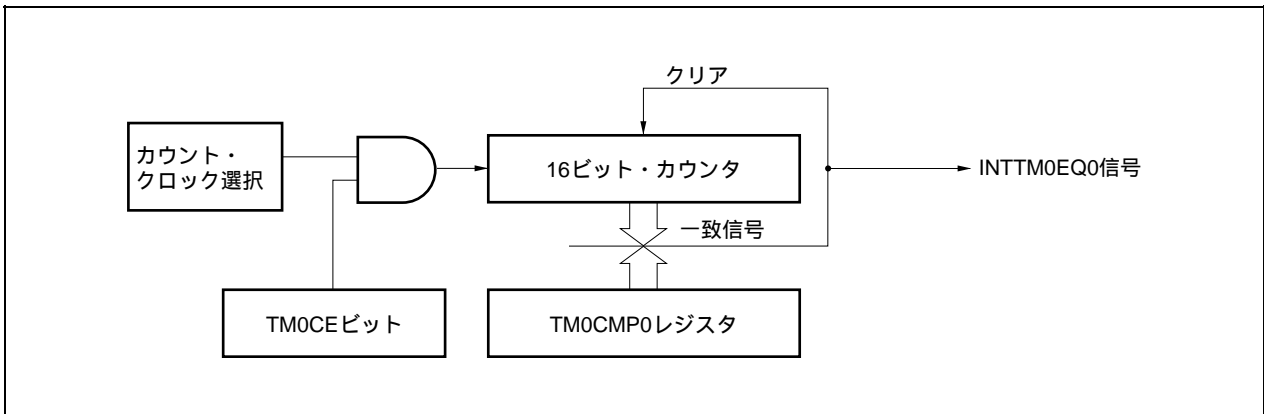 クリア
カウント・
クロック選択
16ビット・カウンタ
INTTM0EQ0信号
一致信号
TM0CEビット
TM0CMP0レジスタ